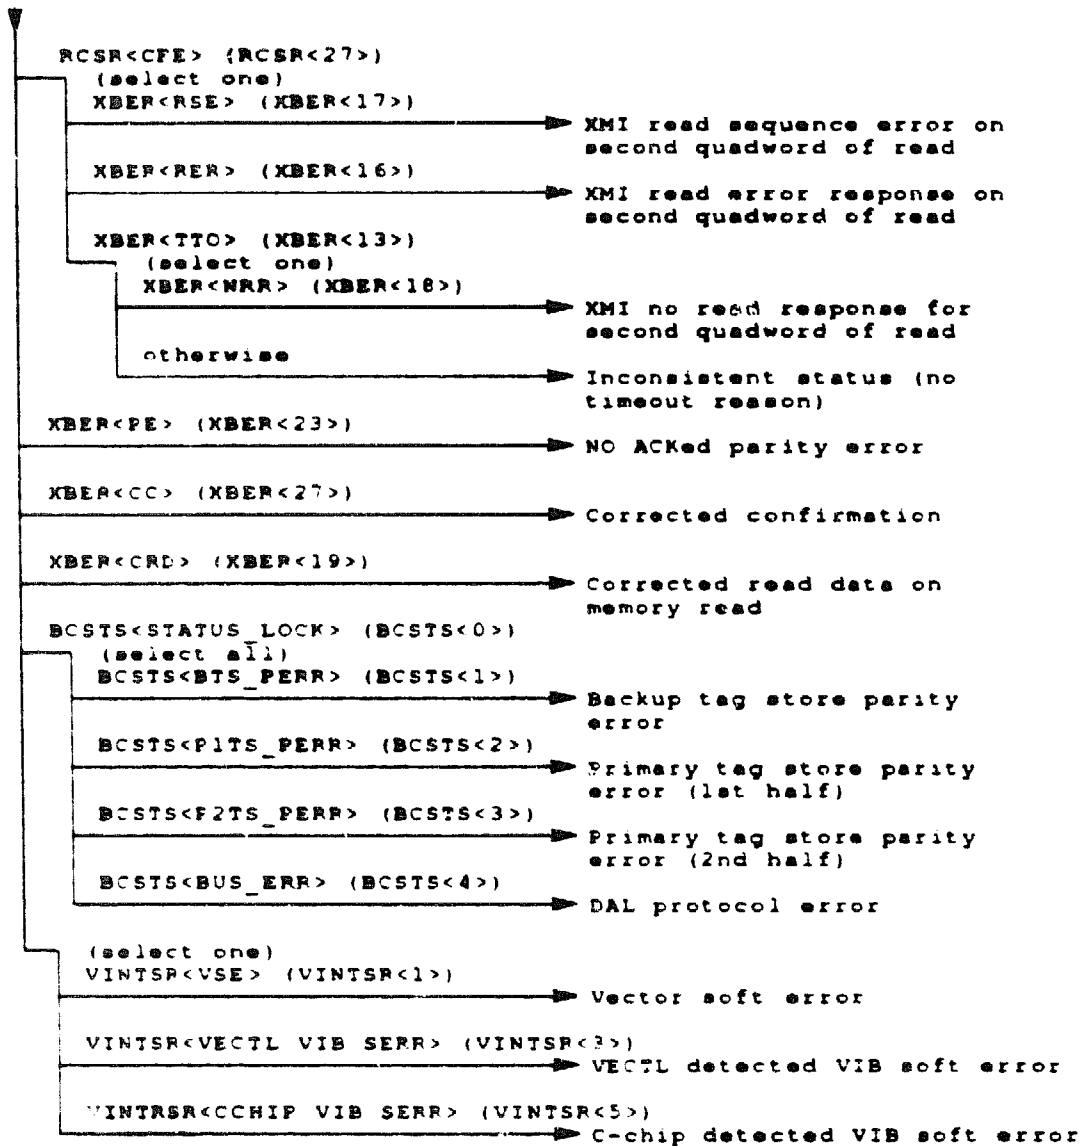 RCSR<CFE> (RCSR<27>)
(select one)
XBER<RSE> (XBER<17>)
XMI read sequence error on
second quadword of read
XBER<RER> (XBER<16>)
XMI read error response on
second quadword of read
XBER<TTO> (XBER<13>)
(select one)
XBER<NRR> (XBER<18>)
XMI no read response for
second quadword of read
otherwise
Inconsistent status (no
timeout reason)
XBER<PE> (XBER<23>)
NO ACKed parity error
XBER<CC> (XBER<27>)
Corrected confirmation
XBER<CRD> (XBER<19>)
Corrected read data on
memory read
BCSTS<STATUS_LOCK> (BCSTS<0>)
(select all)
BCSTS<BTS_PERR> (BCSTS<1>)
Backup tag store parity
error
BCSTS<P1TS_PERR> (BCSTS<2>)
Primary tag store parity
error (1st half)
BCSTS<P2TS_PERR> (BCSTS<3>)
Primary tag store parity
error (2nd half)
BCSTS<BUS_ERR> (BCSTS<4>)
DAL protocol error
(select one)
VINTSR<VSE> (VINTSR<1>)
Vector soft error
VINTSR<VECTL VIB SERR> (VINTSR<3>)
VECTL detected VIB soft error
VINTRSR<CCHIP VIB SERR> (VINTSR<5>)
C-chip detected VIB soft error